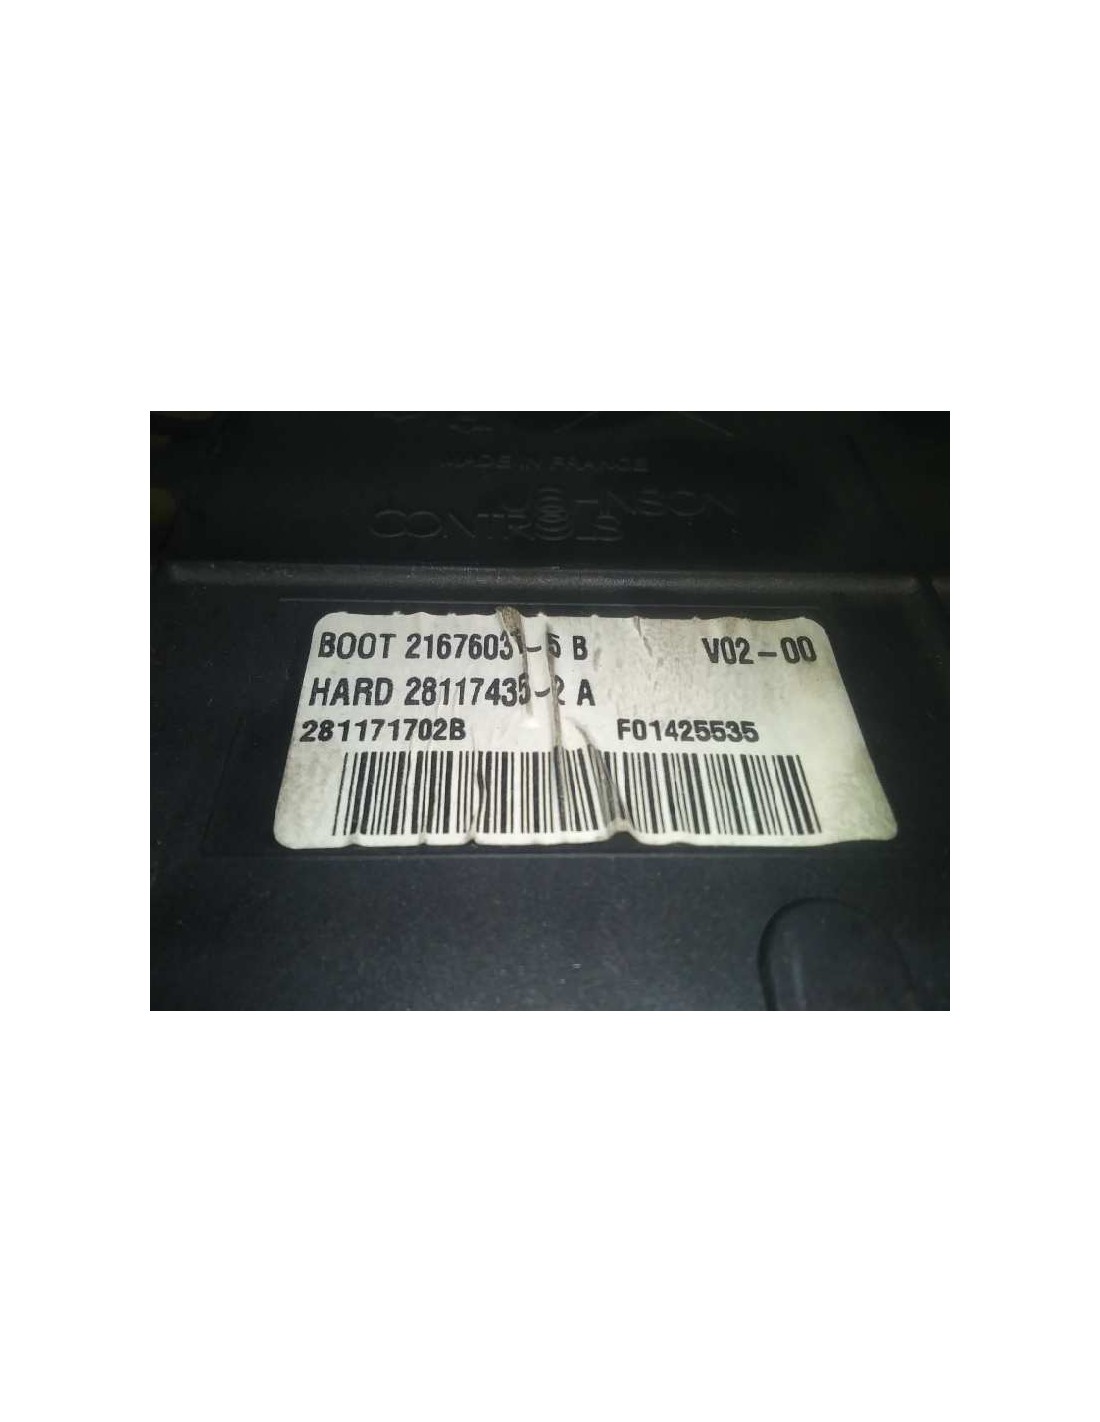 MADE IN FRANCE
JOHNSON
CONTROLS
BOOT 21676031-5 B V02-00
HARD 28117435-2 A
281171702B F01425535